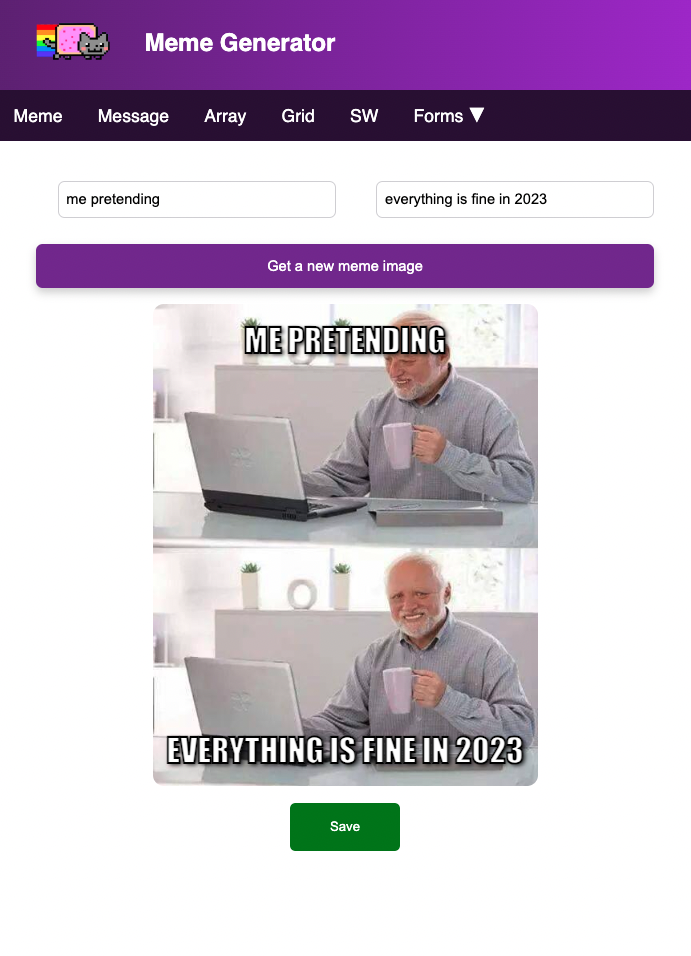 Meme Generator
Meme Message Array Grid SW Forms ▼
me pretending everything is fine in 2023
Get a new meme image
ME PRETENDING
EVERYTHING IS FINE IN 2023
Save